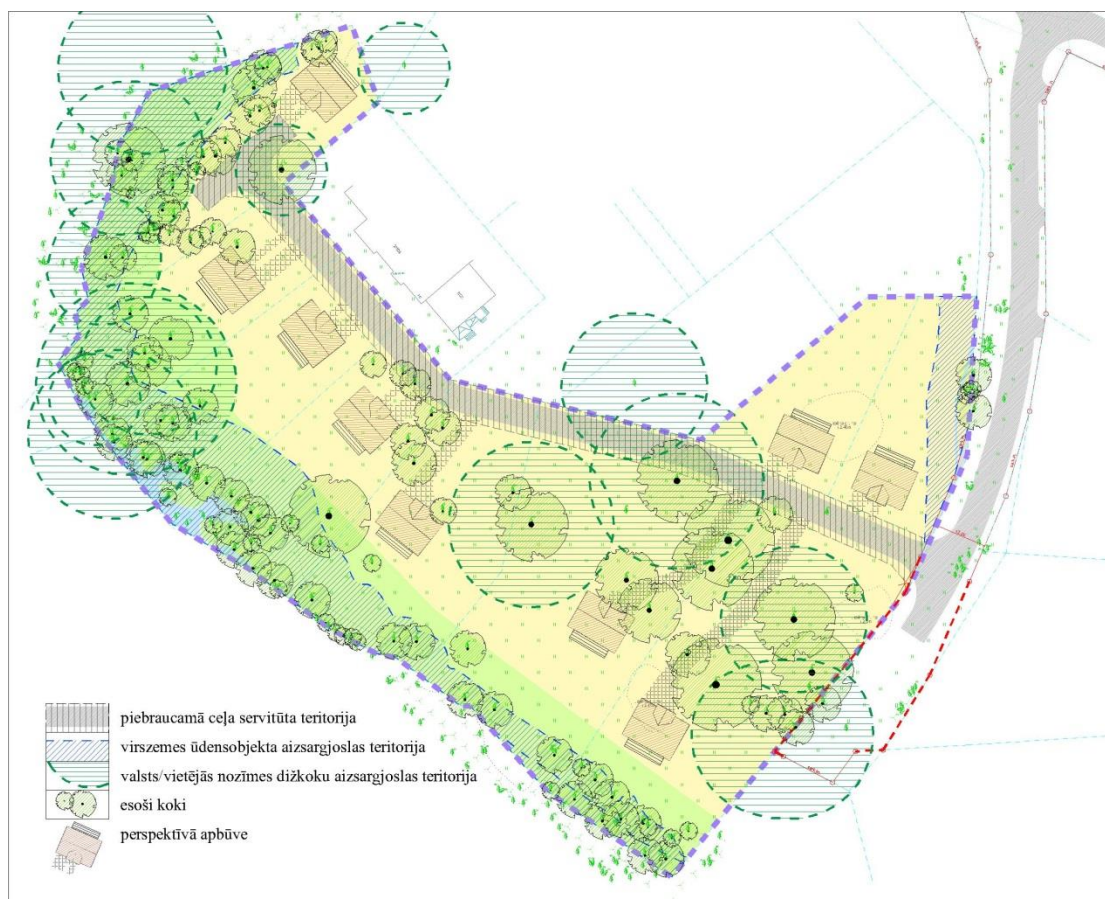 piebraucamā ceļa servitūta teritorija
virszemes ūdensobjekta aizsargjoslas teritorija
valsts/vietējās nozīmes dižkoku aizsargjoslas teritorija
esoši koki
perspektīvā apbūve